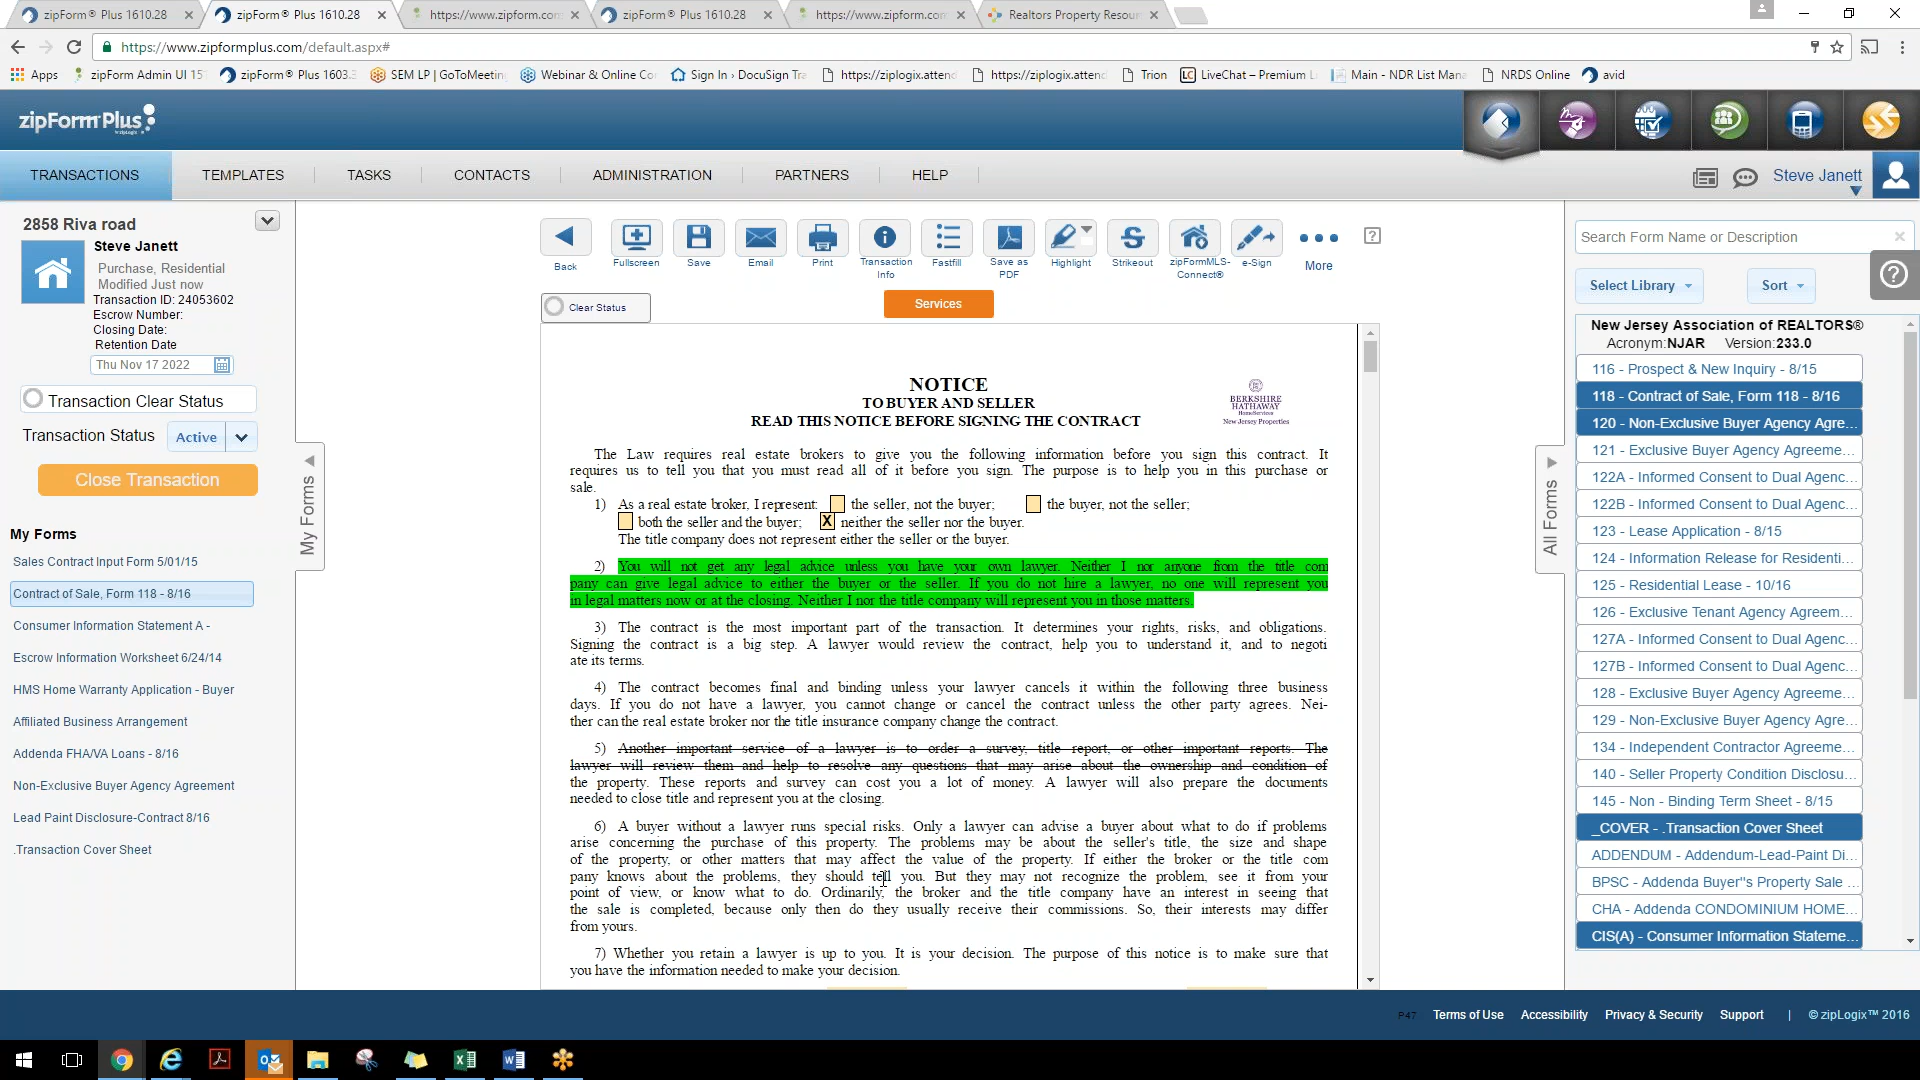 zipForm® Plus 1610.28
zipForm® Plus 1610.28
https://www.zipform.com
zipForm® Plus 1610.28
https://www.zipform.com
Realtors Property Resour
https://www.zipformplus.com/default.aspx#
Apps
zipForm Admin UI 15
zipForm® Plus 1603.3
SEM LP | GoToMeeting
Webinar & Online Co
Sign In › DocuSign Tra
https://ziplogix.attend
https://ziplogix.attend
Trion
LiveChat – Premium L
Main - NDR List Mana
NRDS Online
avid
zipForm Plus
by zipLogix
TRANSACTIONS
TEMPLATES
TASKS
CONTACTS
ADMINISTRATION
PARTNERS
HELP
Steve Janett
2858 Riva road
Steve Janett
Purchase, Residential
Modified Just now
Transaction ID: 24053602
Escrow Number:
Closing Date:
Retention Date
Thu Nov 17 2022
Transaction Clear Status
Transaction Status Active
Close Transaction
My Forms
Sales Contract Input Form 5/01/15
Contract of Sale, Form 118 - 8/16
Consumer Information Statement A -
Escrow Information Worksheet 6/24/14
HMS Home Warranty Application - Buyer
Affiliated Business Arrangement
Addenda FHA/VA Loans - 8/16
Non-Exclusive Buyer Agency Agreement
Lead Paint Disclosure-Contract 8/16
.Transaction Cover Sheet
My Forms
Back
Fullscreen
Save
Email
Print
Transaction Info
Fastfill
Save as PDF
Highlight
Strikeout
zipFormMLS-Connect®
e-Sign
More
Clear Status
Services
NOTICE
TO BUYER AND SELLER
READ THIS NOTICE BEFORE SIGNING THE CONTRACT
BERKSHIRE
HATHAWAY
HomeServices
New Jersey Properties
The Law requires real estate brokers to give you the following information before you sign this contract. It
requires us to tell you that you must read all of it before you sign. The purpose is to help you in this purchase or
sale.
1) As a real estate broker, I represent: the seller, not the buyer; the buyer, not the seller;
both the seller and the buyer; X neither the seller nor the buyer.
The title company does not represent either the seller or the buyer.
2) You will not get any legal advice unless you have your own lawyer. Neither I nor anyone from the title com
pany can give legal advice to either the buyer or the seller. If you do not hire a lawyer, no one will represent you
in legal matters now or at the closing. Neither I nor the title company will represent you in those matters.
3) The contract is the most important part of the transaction. It determines your rights, risks, and obligations.
Signing the contract is a big step. A lawyer would review the contract, help you to understand it, and to negoti
ate its terms.
4) The contract becomes final and binding unless your lawyer cancels it within the following three business
days. If you do not have a lawyer, you cannot change or cancel the contract unless the other party agrees. Nei-
ther can the real estate broker nor the title insurance company change the contract.
5) Another important service of a lawyer is to order a survey, title report, or other important reports. The
lawyer will review them and help to resolve any questions that may arise about the ownership and condition of
the property. These reports and survey can cost you a lot of money. A lawyer will also prepare the documents
needed to close title and represent you at the closing.
6) A buyer without a lawyer runs special risks. Only a lawyer can advise a buyer about what to do if problems
arise concerning the purchase of this property. The problems may be about the seller's title, the size and shape
of the property, or other matters that may affect the value of the property. If either the broker or the title com
pany knows about the problems, they should tell you. But they may not recognize the problem, see it from your
point of view, or know what to do. Ordinarily, the broker and the title company have an interest in seeing that
the sale is completed, because only then do they usually receive their commissions. So, their interests may differ
from yours.
7) Whether you retain a lawyer is up to you. It is your decision. The purpose of this notice is to make sure that
you have the information needed to make your decision.
All Forms
Search Form Name or Description
Select Library
Sort
New Jersey Association of REALTORS®
Acronym:NJAR Version:233.0
116 - Prospect & New Inquiry - 8/15
118 - Contract of Sale, Form 118 - 8/16
120 - Non-Exclusive Buyer Agency Agre...
121 - Exclusive Buyer Agency Agreeme...
122A - Informed Consent to Dual Agenc...
122B - Informed Consent to Dual Agenc...
123 - Lease Application - 8/15
124 - Information Release for Residenti...
125 - Residential Lease - 10/16
126 - Exclusive Tenant Agency Agreem...
127A - Informed Consent to Dual Agenc...
127B - Informed Consent to Dual Agenc...
128 - Exclusive Buyer Agency Agreeme...
129 - Non-Exclusive Buyer Agency Agre...
134 - Independent Contractor Agreeme...
140 - Seller Property Condition Disclosu...
145 - Non - Binding Term Sheet - 8/15
_COVER - .Transaction Cover Sheet
ADDENDUM - Addendum-Lead-Paint Di...
BPSC - Addenda Buyer''s Property Sale ...
CHA - Addenda CONDOMINIUM HOME...
CIS(A) - Consumer Information Stateme...
P47
Terms of Use
Accessibility
Privacy & Security
Support
|
© zipLogix™ 2016